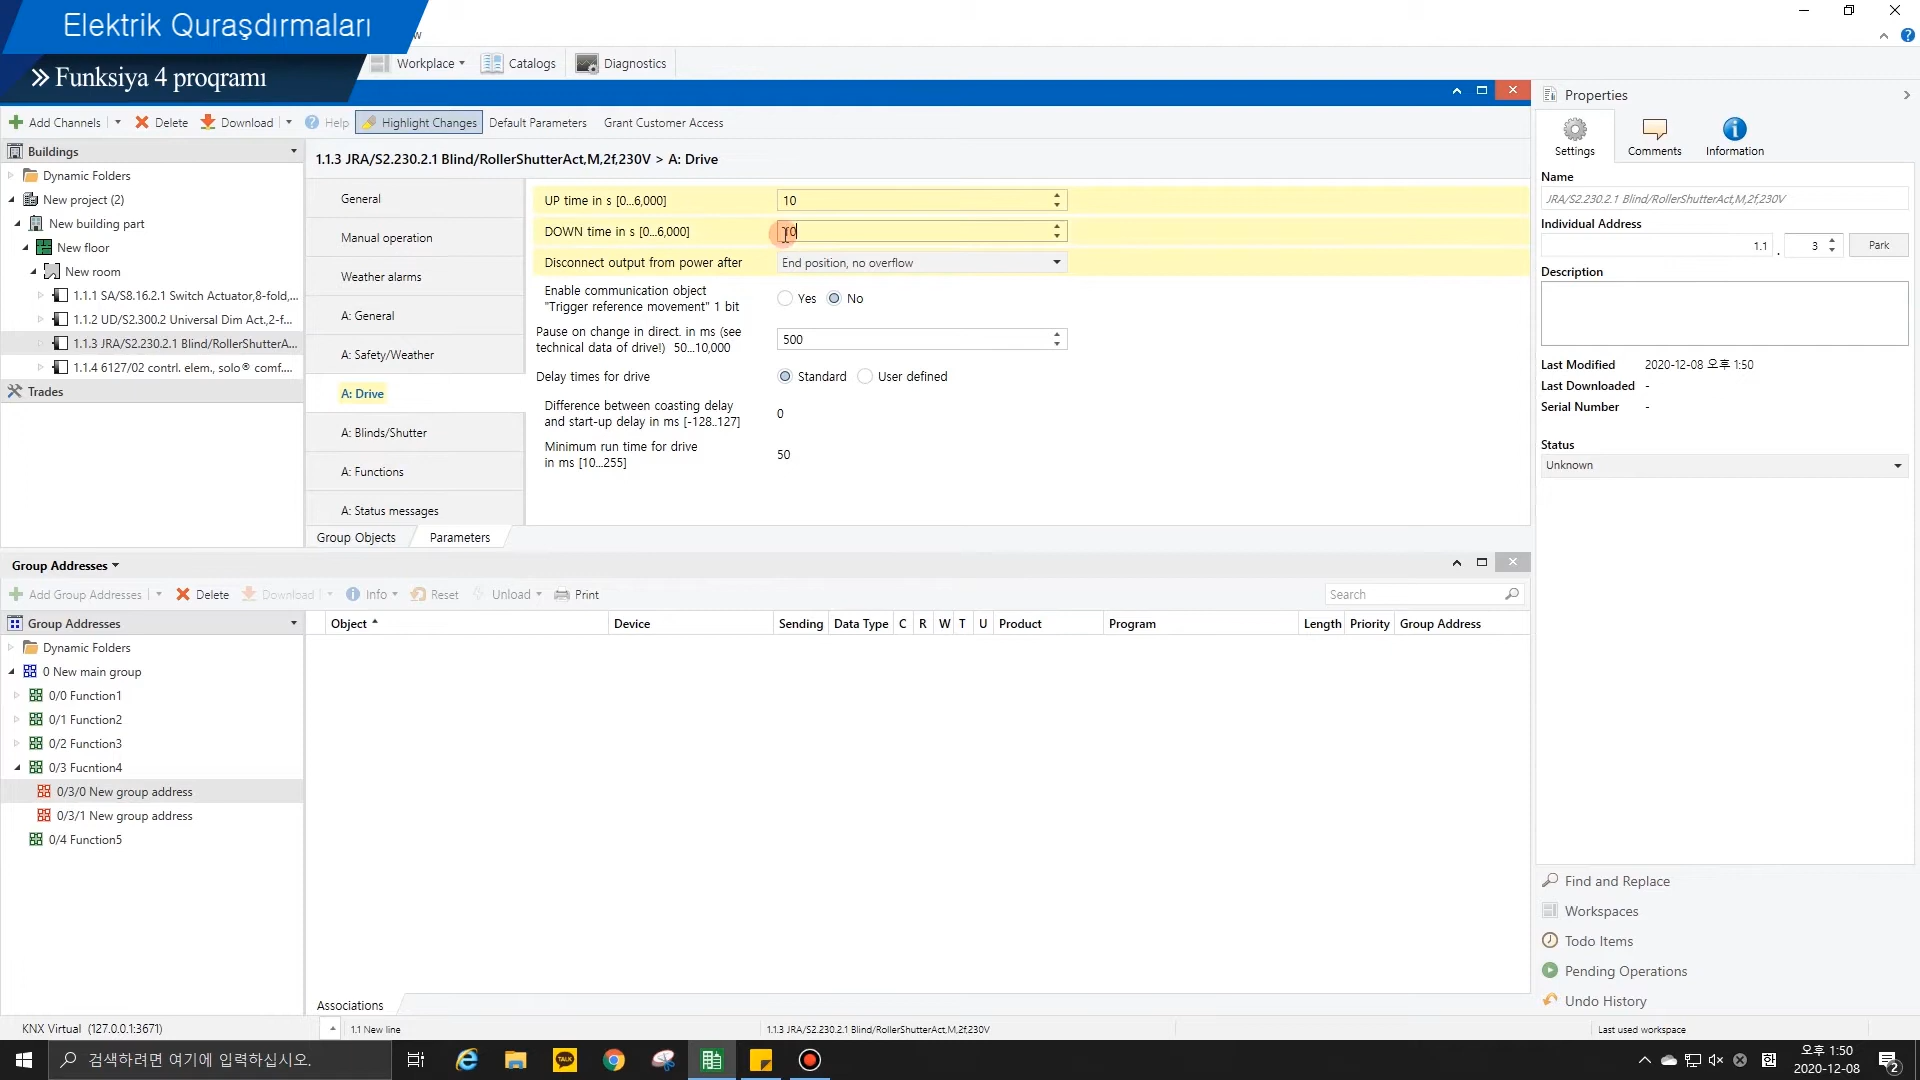 Elektrik Quraşdırmaları
Funksiya 4 proqramı
Workplace
Catalogs
Diagnostics
Add Channels
Delete
Download
Help
Highlight Changes
Default Parameters
Grant Customer Access
Buildings
Dynamic Folders
New project (2)
New building part
New floor
New room
1.1.1 SA/S8.16.2.1 Switch Actuator,8-fold,...
1.1.2 UD/S2.300.2 Universal Dim Act.,2-f...
1.1.3 JRA/S2.230.2.1 Blind/RollerShutterA...
1.1.4 6127/02 contrl. elem., solo® comf....
Trades
1.1.3 JRA/S2.230.2.1 Blind/RollerShutterAct,M,2f,230V > A: Drive
General
Manual operation
Weather alarms
A: General
A: Safety/Weather
A: Drive
A: Blinds/Shutter
A: Functions
A: Status messages
UP time in s [0...6,000]
10
DOWN time in s [0...6,000]
10
Disconnect output from power after
End position, no overflow
Enable communication object
"Trigger reference movement" 1 bit
Yes
No
Pause on change in direct. in ms (see
technical data of drive!) 50...10,000
500
Delay times for drive
Standard
User defined
Difference between coasting delay
and start-up delay in ms [-128..127]
0
Minimum run time for drive
in ms [10...255]
50
Group Objects
Parameters
Group Addresses
Add Group Addresses
Delete
Download
Info
Reset
Unload
Print
Search
Group Addresses
Dynamic Folders
0 New main group
0/0 Function1
0/1 Function2
0/2 Function3
0/3 Fucntion4
0/3/0 New group address
0/3/1 New group address
0/4 Function5
Object
Device
Sending
Data Type
C
R
W
T
U
Product
Program
Length
Priority
Group Address
Associations
Properties
Settings
Comments
Information
Name
JRA/S2.230.2.1 Blind/RollerShutterAct,M,2f,230V
Individual Address
1.1
.
3
Park
Description
Last Modified 2020-12-08 오후 1:50
Last Downloaded -
Serial Number -
Status
Unknown
Find and Replace
Workspaces
Todo Items
Pending Operations
Undo History
KNX Virtual (127.0.0.1:3671)
1.1 New line
1.1.3 JRA/S2.230.2.1 Blind/RollerShutterAct,M,2f,230V
Last used workspace
검색하려면 여기에 입력하십시오.
TALK
한
오후 1:50
2020-12-08
2